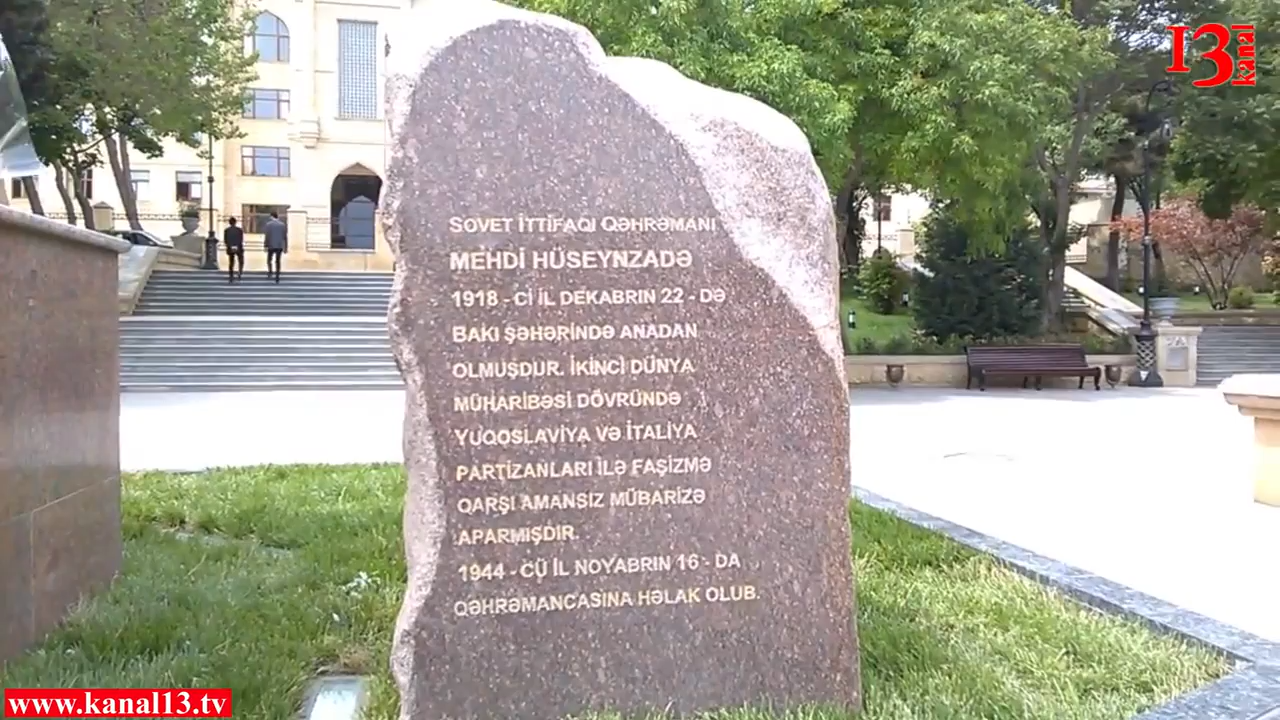 13 kanal
SOVET İTTİFAQI QƏHRƏMANI
MEHDİ HÜSEYNZADƏ
1918 - Cİ İL DEKABRIN 22 - DƏ
BAKI ŞƏHƏRİNDƏ ANADAN
OLMUŞDUR. İKİNCİ DÜNYA
MÜHARİBƏSİ DÖVRÜNDƏ
YUQOSLAVİYA VƏ İTALİYA
PARTİZANLARI İLƏ FAŞİZMƏ
QARŞI AMANSIZ MÜBARİZƏ
APARMIŞDIR.
1944 - CÜ İL NOYABRIN 16 - DA
QƏHRƏMANCASINA HƏLAK OLUB.
www.kanal13.tv